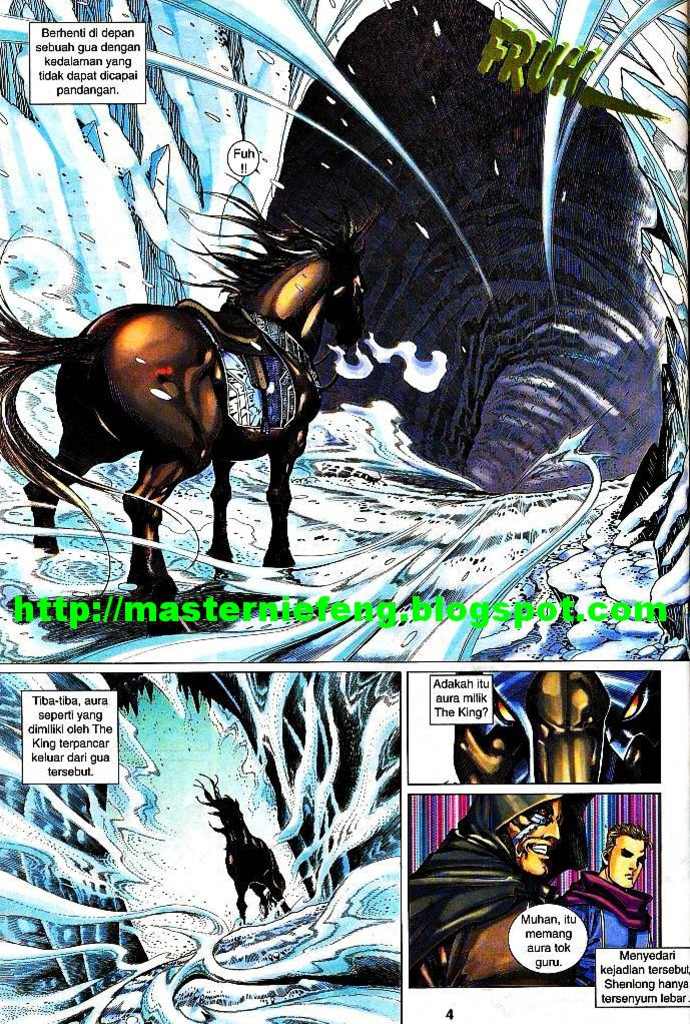 Berhenti di depan
sebuah gua dengan
kedalaman yang
tidak dapat dicapai
pandangan.
FRUH
Fuh
!!
http://masterniefeng.blogspot.com
Tiba-tiba, aura
seperti yang
dimiliki oleh The
King terpancar
keluar dari gua
tersebut.
Adakah itu
aura milik
The King?
Muhan, itu
memang
aura tok
guru.
Menyedari
kejadian tersebut,
Shenlong hanya
tersenyum lebar.
4